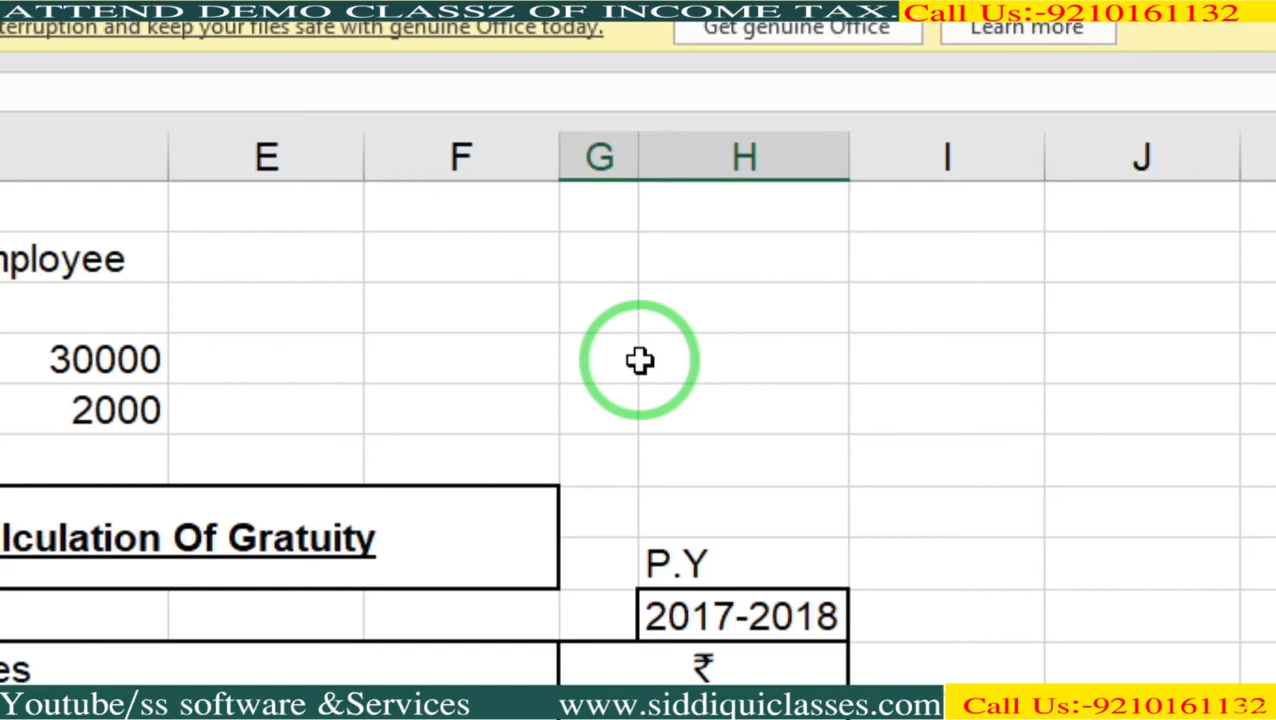 ATTEND DEMO CLASSZ OF INCOME TAX. Call Us:-9210161132
terruption and keep your files safe with genuine Office today. Get genuine Office Learn more
E F G H I J
mployee
30000
2000
lculation Of Gratuity
P.Y
2017-2018
es ₹
Youtube/ss software &Services www.siddiquiclasses.com Call Us:-9210161132